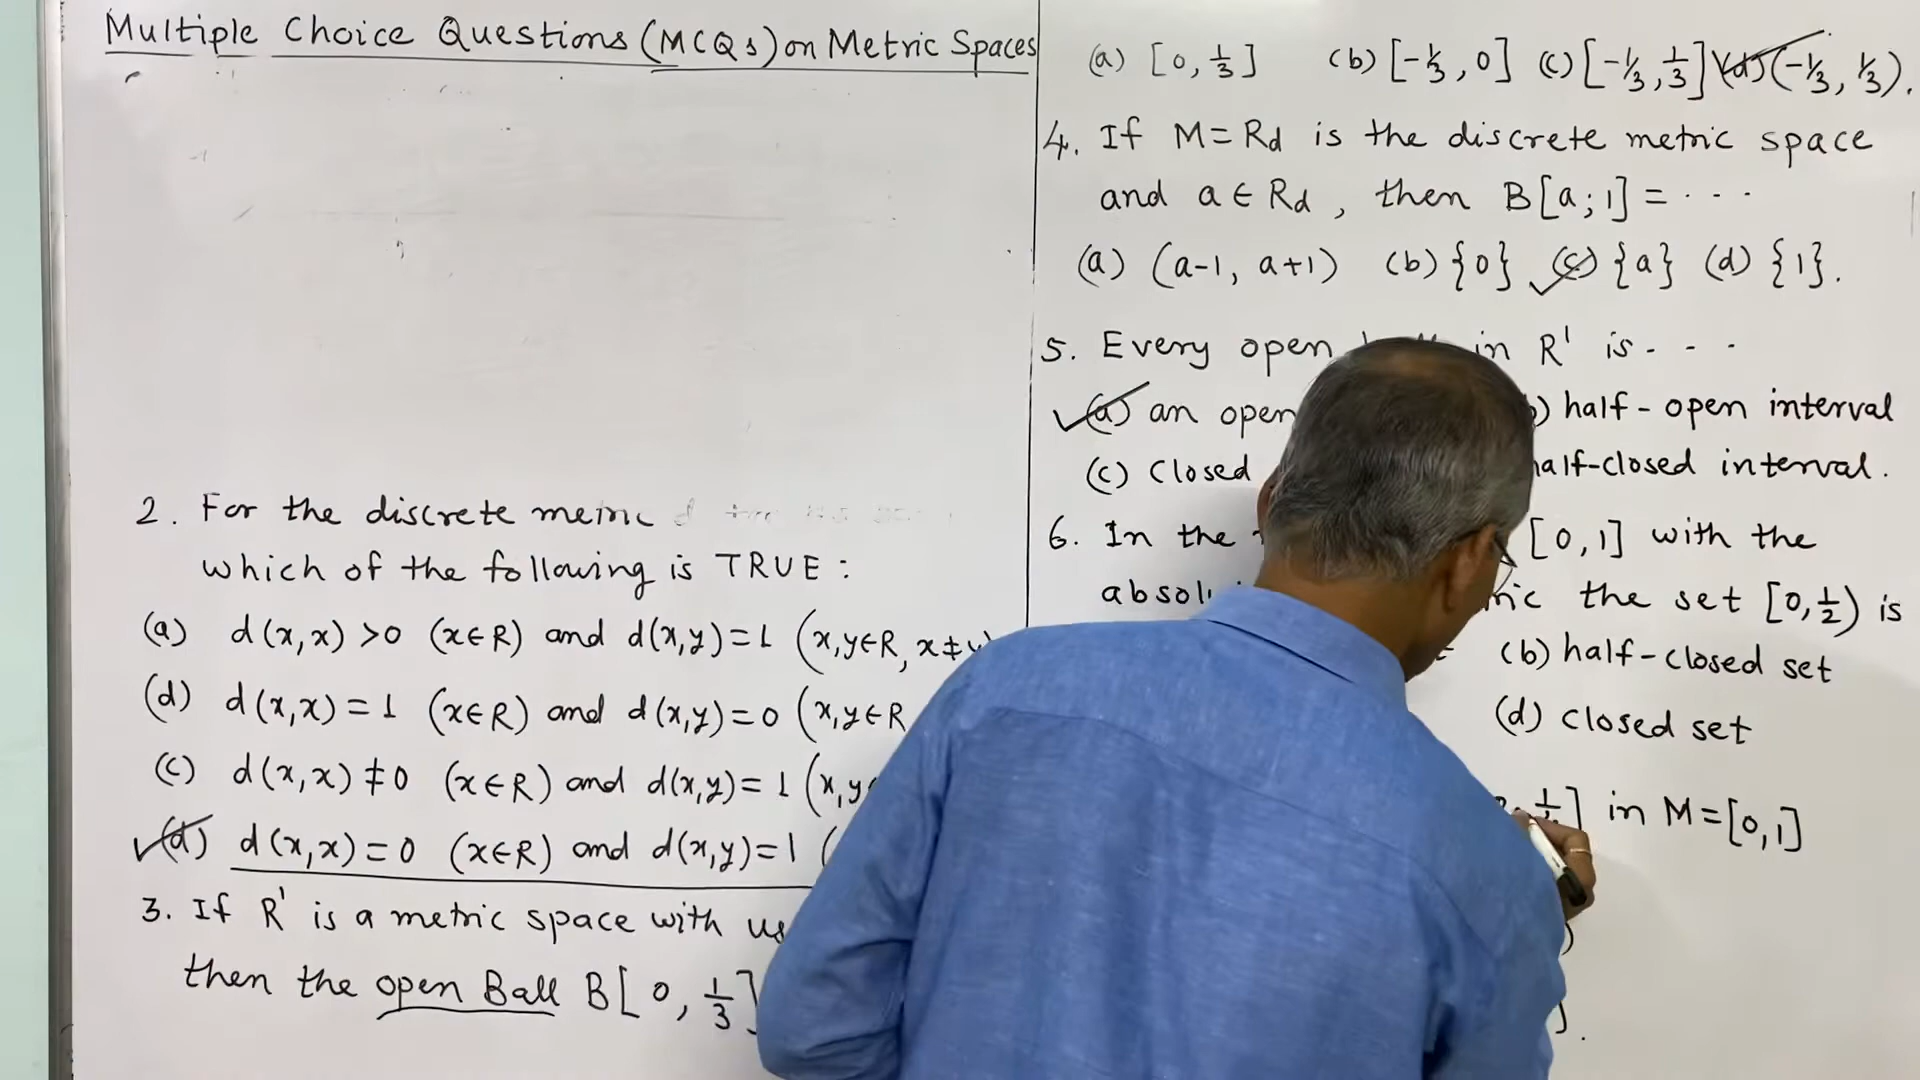 Multiple Choice Questions (MCQs) on Metric Spaces
2. For the discrete metric d
which of the following is TRUE :
(a) d(x,x) >0 (x∈R) and d(x,y)=1 (x,y∈R, x≠y)
(d) d(x,x)=1 (x∈R) and d(x,y)=0 (x,y∈R
(c) d(x,x) ≠0 (x∈R) and d(x,y)=1 (x,y
(d) d(x,x)=0 (x∈R) and d(x,y)=1 (
3. If R' is a metric space with
then the open Ball B[0, 1/3]
(a) [0, 1/3] (b) [-1/3, 0] (c) [-1/3, 1/3] (d) (-1/3, 1/3).
4. If M=Rd is the discrete metric space
and a∈Rd, then B[a;1] = ...
(a) (a-1, a+1) (b) {0} (c) {a} (d) {1}.
5. Every open in R' is - - -
(a) an open half-open interval
(c) closed half-closed interval.
6. In the [0,1] with the
the set [0,1/2) is
(b) half-closed set
(d) closed set
in M=[0,1]